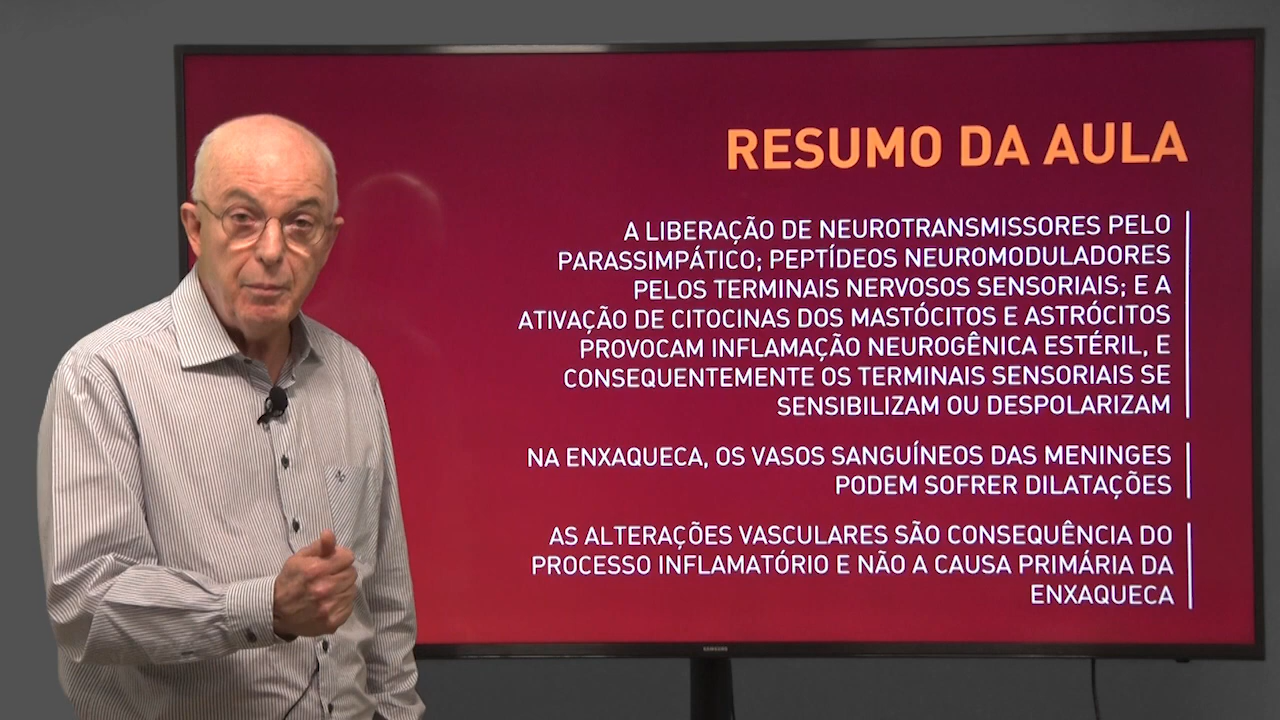 RESUMO DA AULA
A LIBERAÇÃO DE NEUROTRANSMISSORES PELO
PARASSIMPÁTICO; PEPTÍDEOS NEUROMODULADORES
PELOS TERMINAIS NERVOSOS SENSORIAIS; E A
ATIVAÇÃO DE CITOCINAS DOS MASTÓCITOS E ASTRÓCITOS
PROVOCAM INFLAMAÇÃO NEUROGÊNICA ESTÉRIL, E
CONSEQUENTEMENTE OS TERMINAIS SENSORIAIS SE
SENSIBILIZAM OU DESPOLARIZAM
NA ENXAQUECA, OS VASOS SANGUÍNEOS DAS MENINGES
PODEM SOFRER DILATAÇÕES
AS ALTERAÇÕES VASCULARES SÃO CONSEQUÊNCIA DO
PROCESSO INFLAMATÓRIO E NÃO A CAUSA PRIMÁRIA DA
ENXAQUECA
SAMSUNG